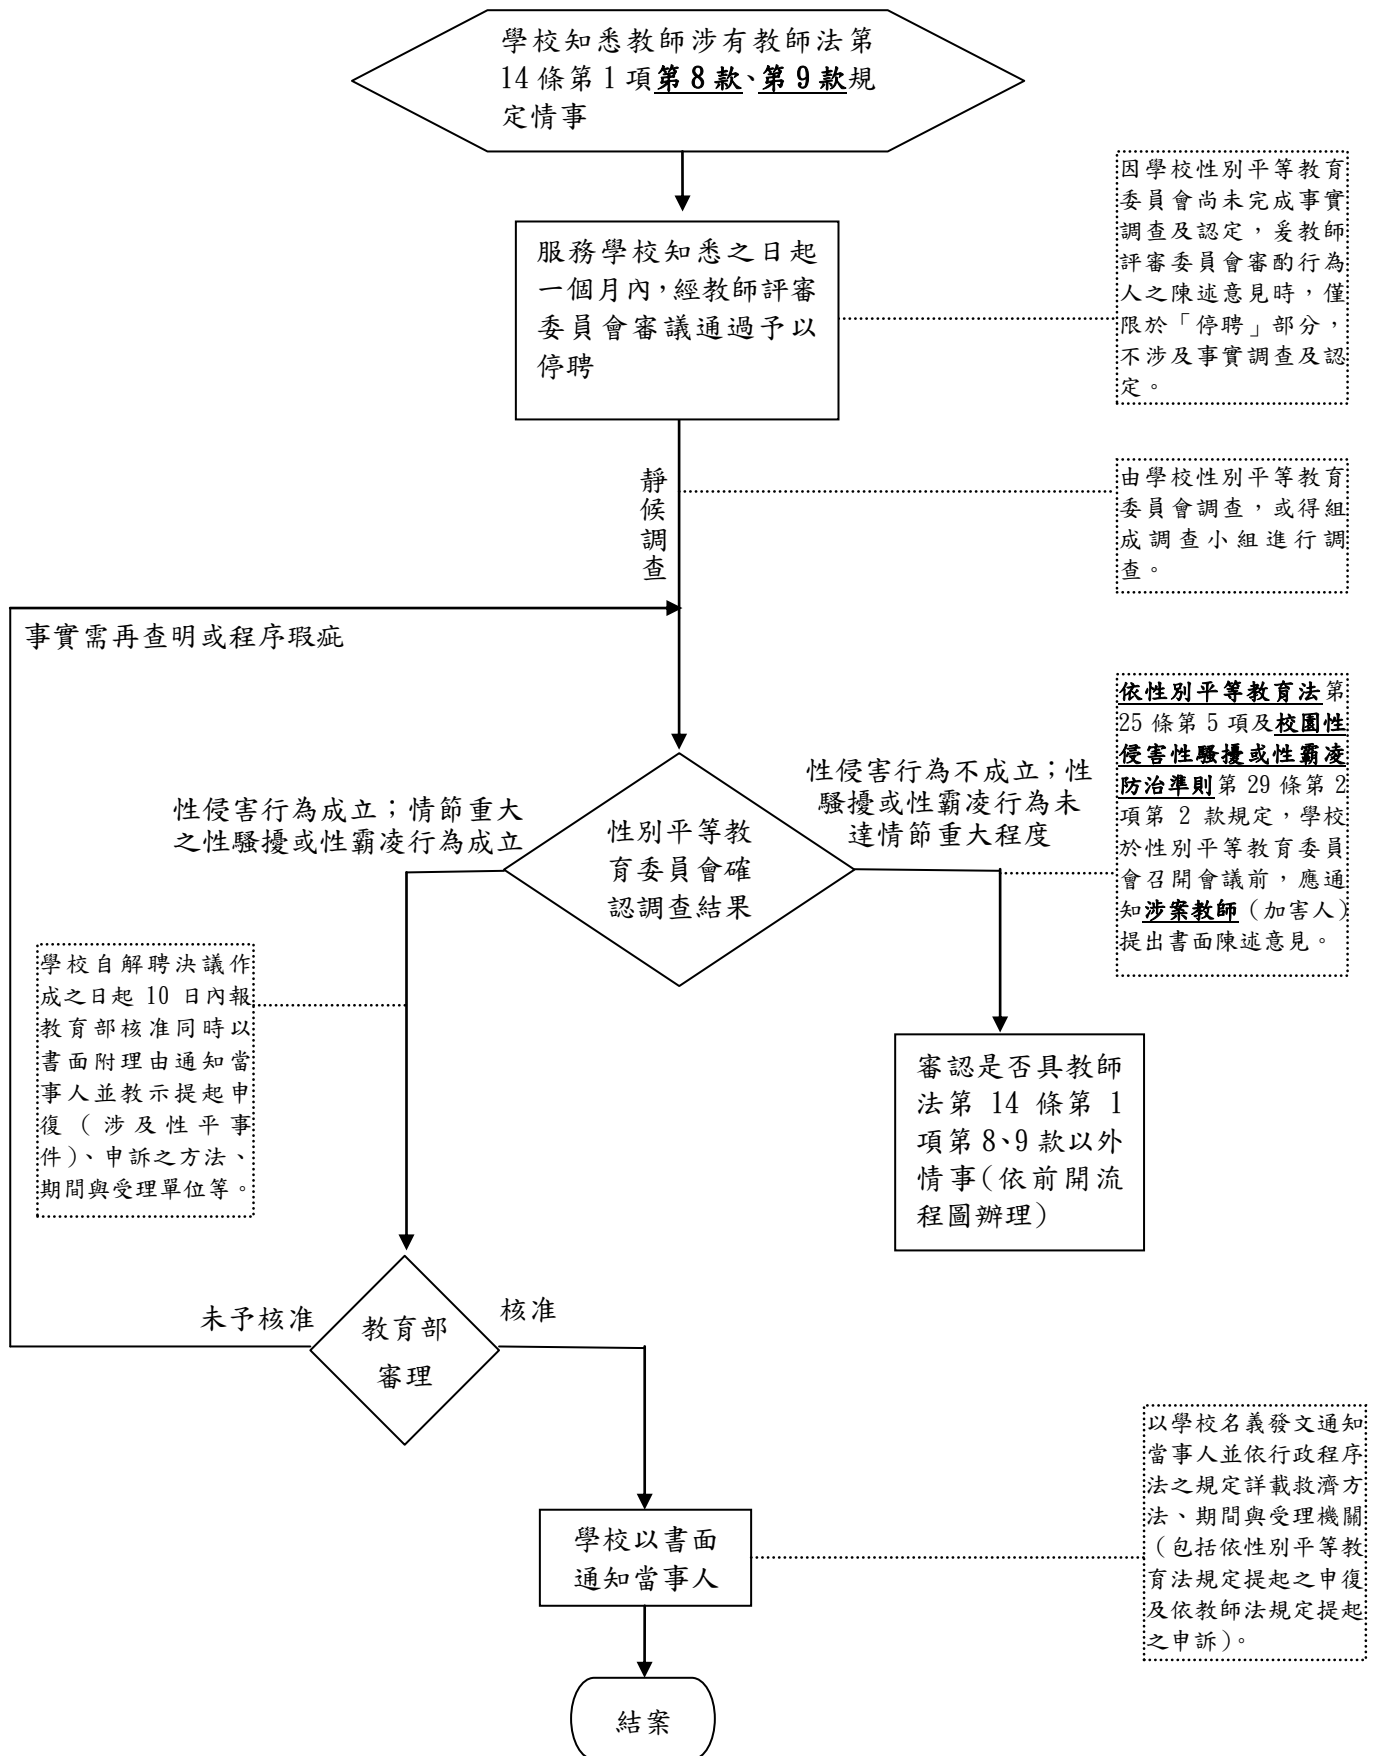 學校知悉教師涉有教師法第
14 條第 1 項第 8 款、第 9 款規
定情事
因學校性別平等教育
委員會尚未完成事實
調查及認定，爰教師
評審委員會審酌行為
人之陳述意見時，僅
限於「停聘」部分，
不涉及事實調查及認
定。
服務學校知悉之日起
一個月內，經教師評審
委員會審議通過予以
停聘
靜候調查
由學校性別平等教育
委員會調查，或得組
成調查小組進行調
查。
事實需再查明或程序瑕疵
依性別平等教育法第
25 條第 5 項及校園性
侵害性騷擾或性霸凌
防治準則第 29 條第 2
項第 2 款規定，學校
於性別平等教育委員
會召開會議前，應通
知涉案教師（加害人）
提出書面陳述意見。
性侵害行為成立；情節重大
之性騷擾或性霸凌行為成立
性別平等教
育委員會確
認調查結果
性侵害行為不成立；性
騷擾或性霸凌行為未
達情節重大程度
學校自解聘決議作
成之日起 10 日內報
教育部核准同時以
書面附理由通知當
事人並教示提起申
復（涉及性平事
件）、申訴之方法、
期間與受理單位等。
審認是否具教師
法第 14 條第 1
項第 8、9 款以外
情事（依前開流
程圖辦理）
未予核准
教育部
審理
核准
學校以書面
通知當事人
以學校名義發文通知
當事人並依行政程序
法之規定詳載救濟方
法、期間與受理機關
（包括依性別平等教
育法規定提起之申復
及依教師法規定提起
之申訴）。
結案